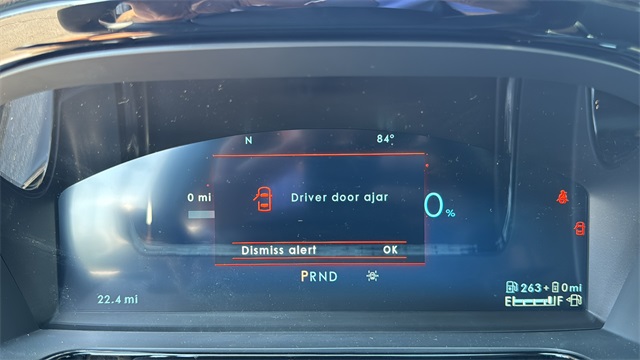 N 84°
0 mi Driver door ajar 0 %
Dismiss alert OK
PRND
22.4 mi 263 + 0 mi
E F